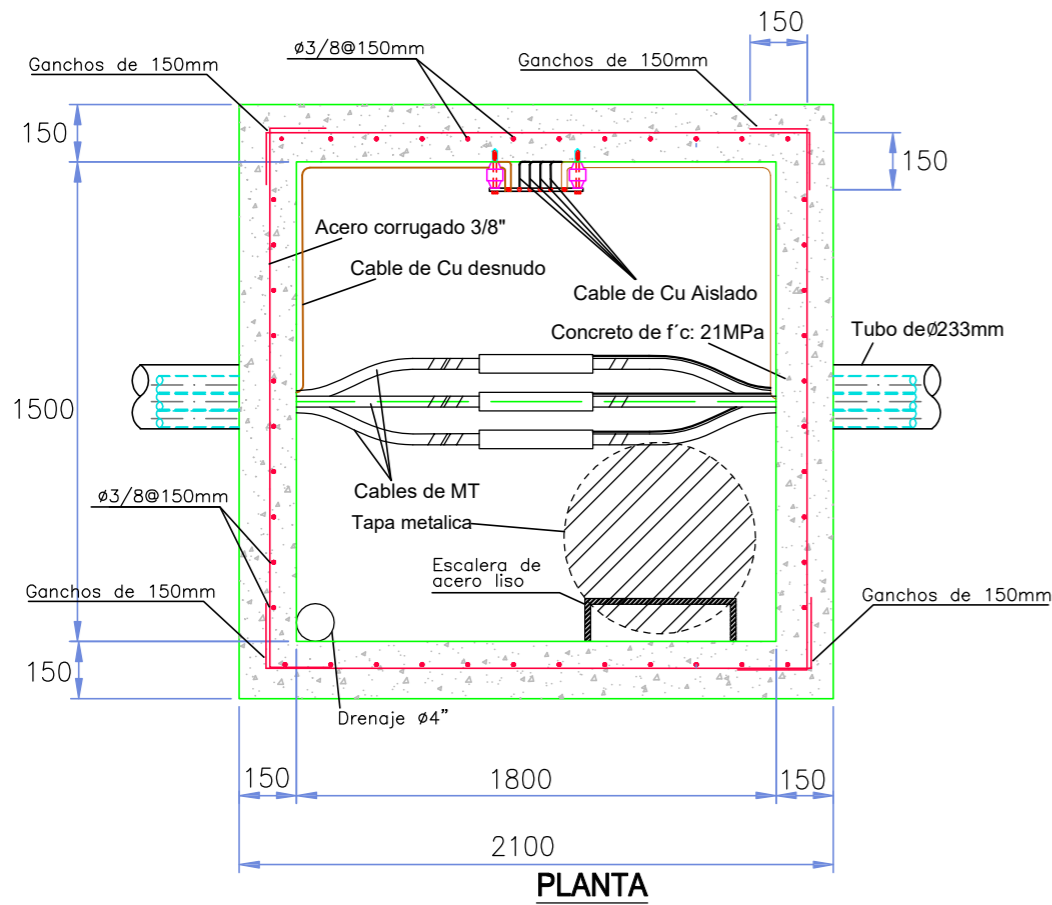 150
Ganchos de 150mm
ø3/8@150mm
Ganchos de 150mm
150
150
Acero corrugado 3/8"
Cable de Cu desnudo
Cable de Cu Aislado
Concreto de f´c: 21MPa
Tubo deØ233mm
1500
Cables de MT
ø3/8@150mm
Tapa metalica
Escalera de
acero liso
Ganchos de 150mm
Ganchos de 150mm
150
Drenaje ø4”
150
1800
150
2100
PLANTA